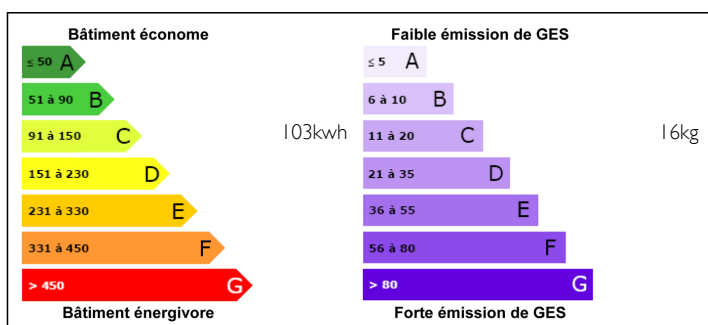 Bâtiment économe
≤ 50 A
51 à 90 B
91 à 150 C
103kwh
151 à 230 D
231 à 330 E
331 à 450 F
> 450 G
Bâtiment énergivore
Faible émission de GES
≤ 5 A
6 à 10 B
11 à 20 C
16kg
21 à 35 D
36 à 55 E
56 à 80 F
> 80 G
Forte émission de GES